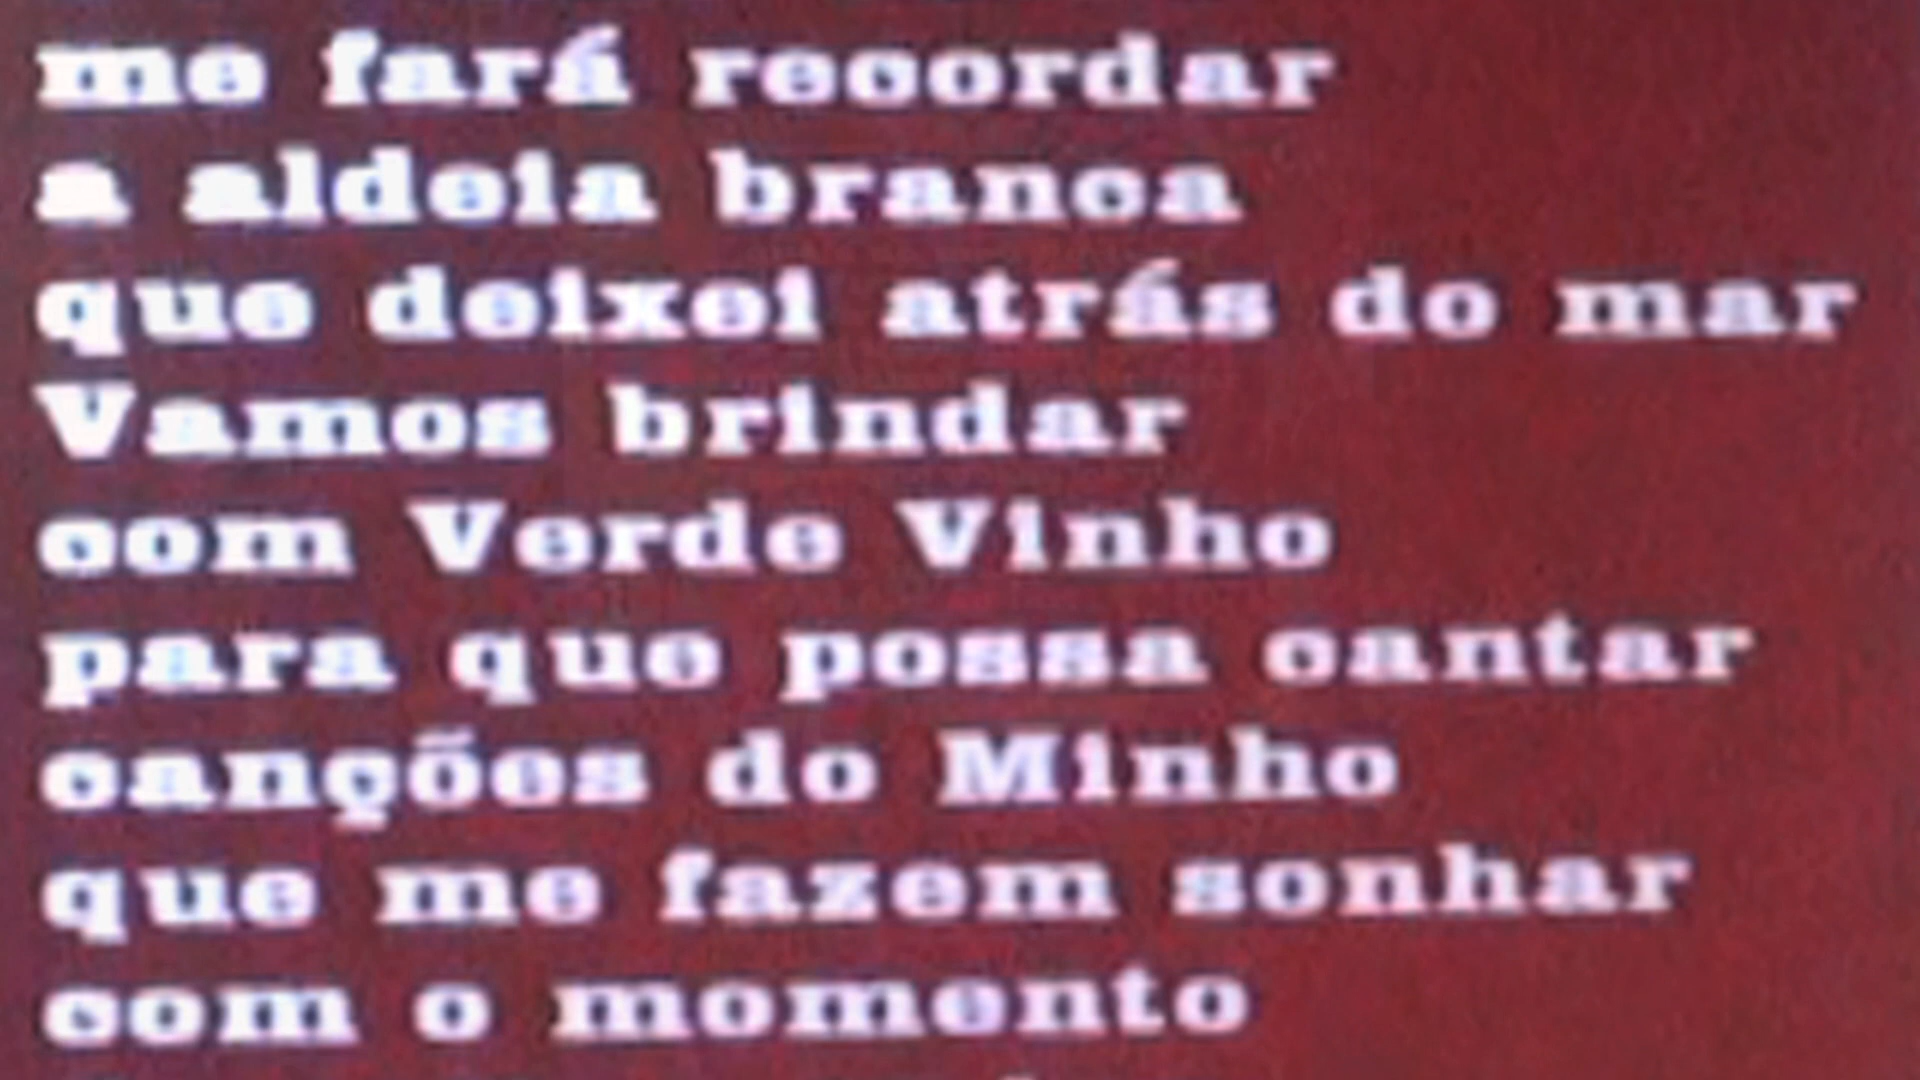 me fará recordar
a aldeia branca
que deixei atrás do mar
Vamos brindar
com Verde Vinho
para que possa cantar
canções do Minho
que me fazem sonhar
com o momento